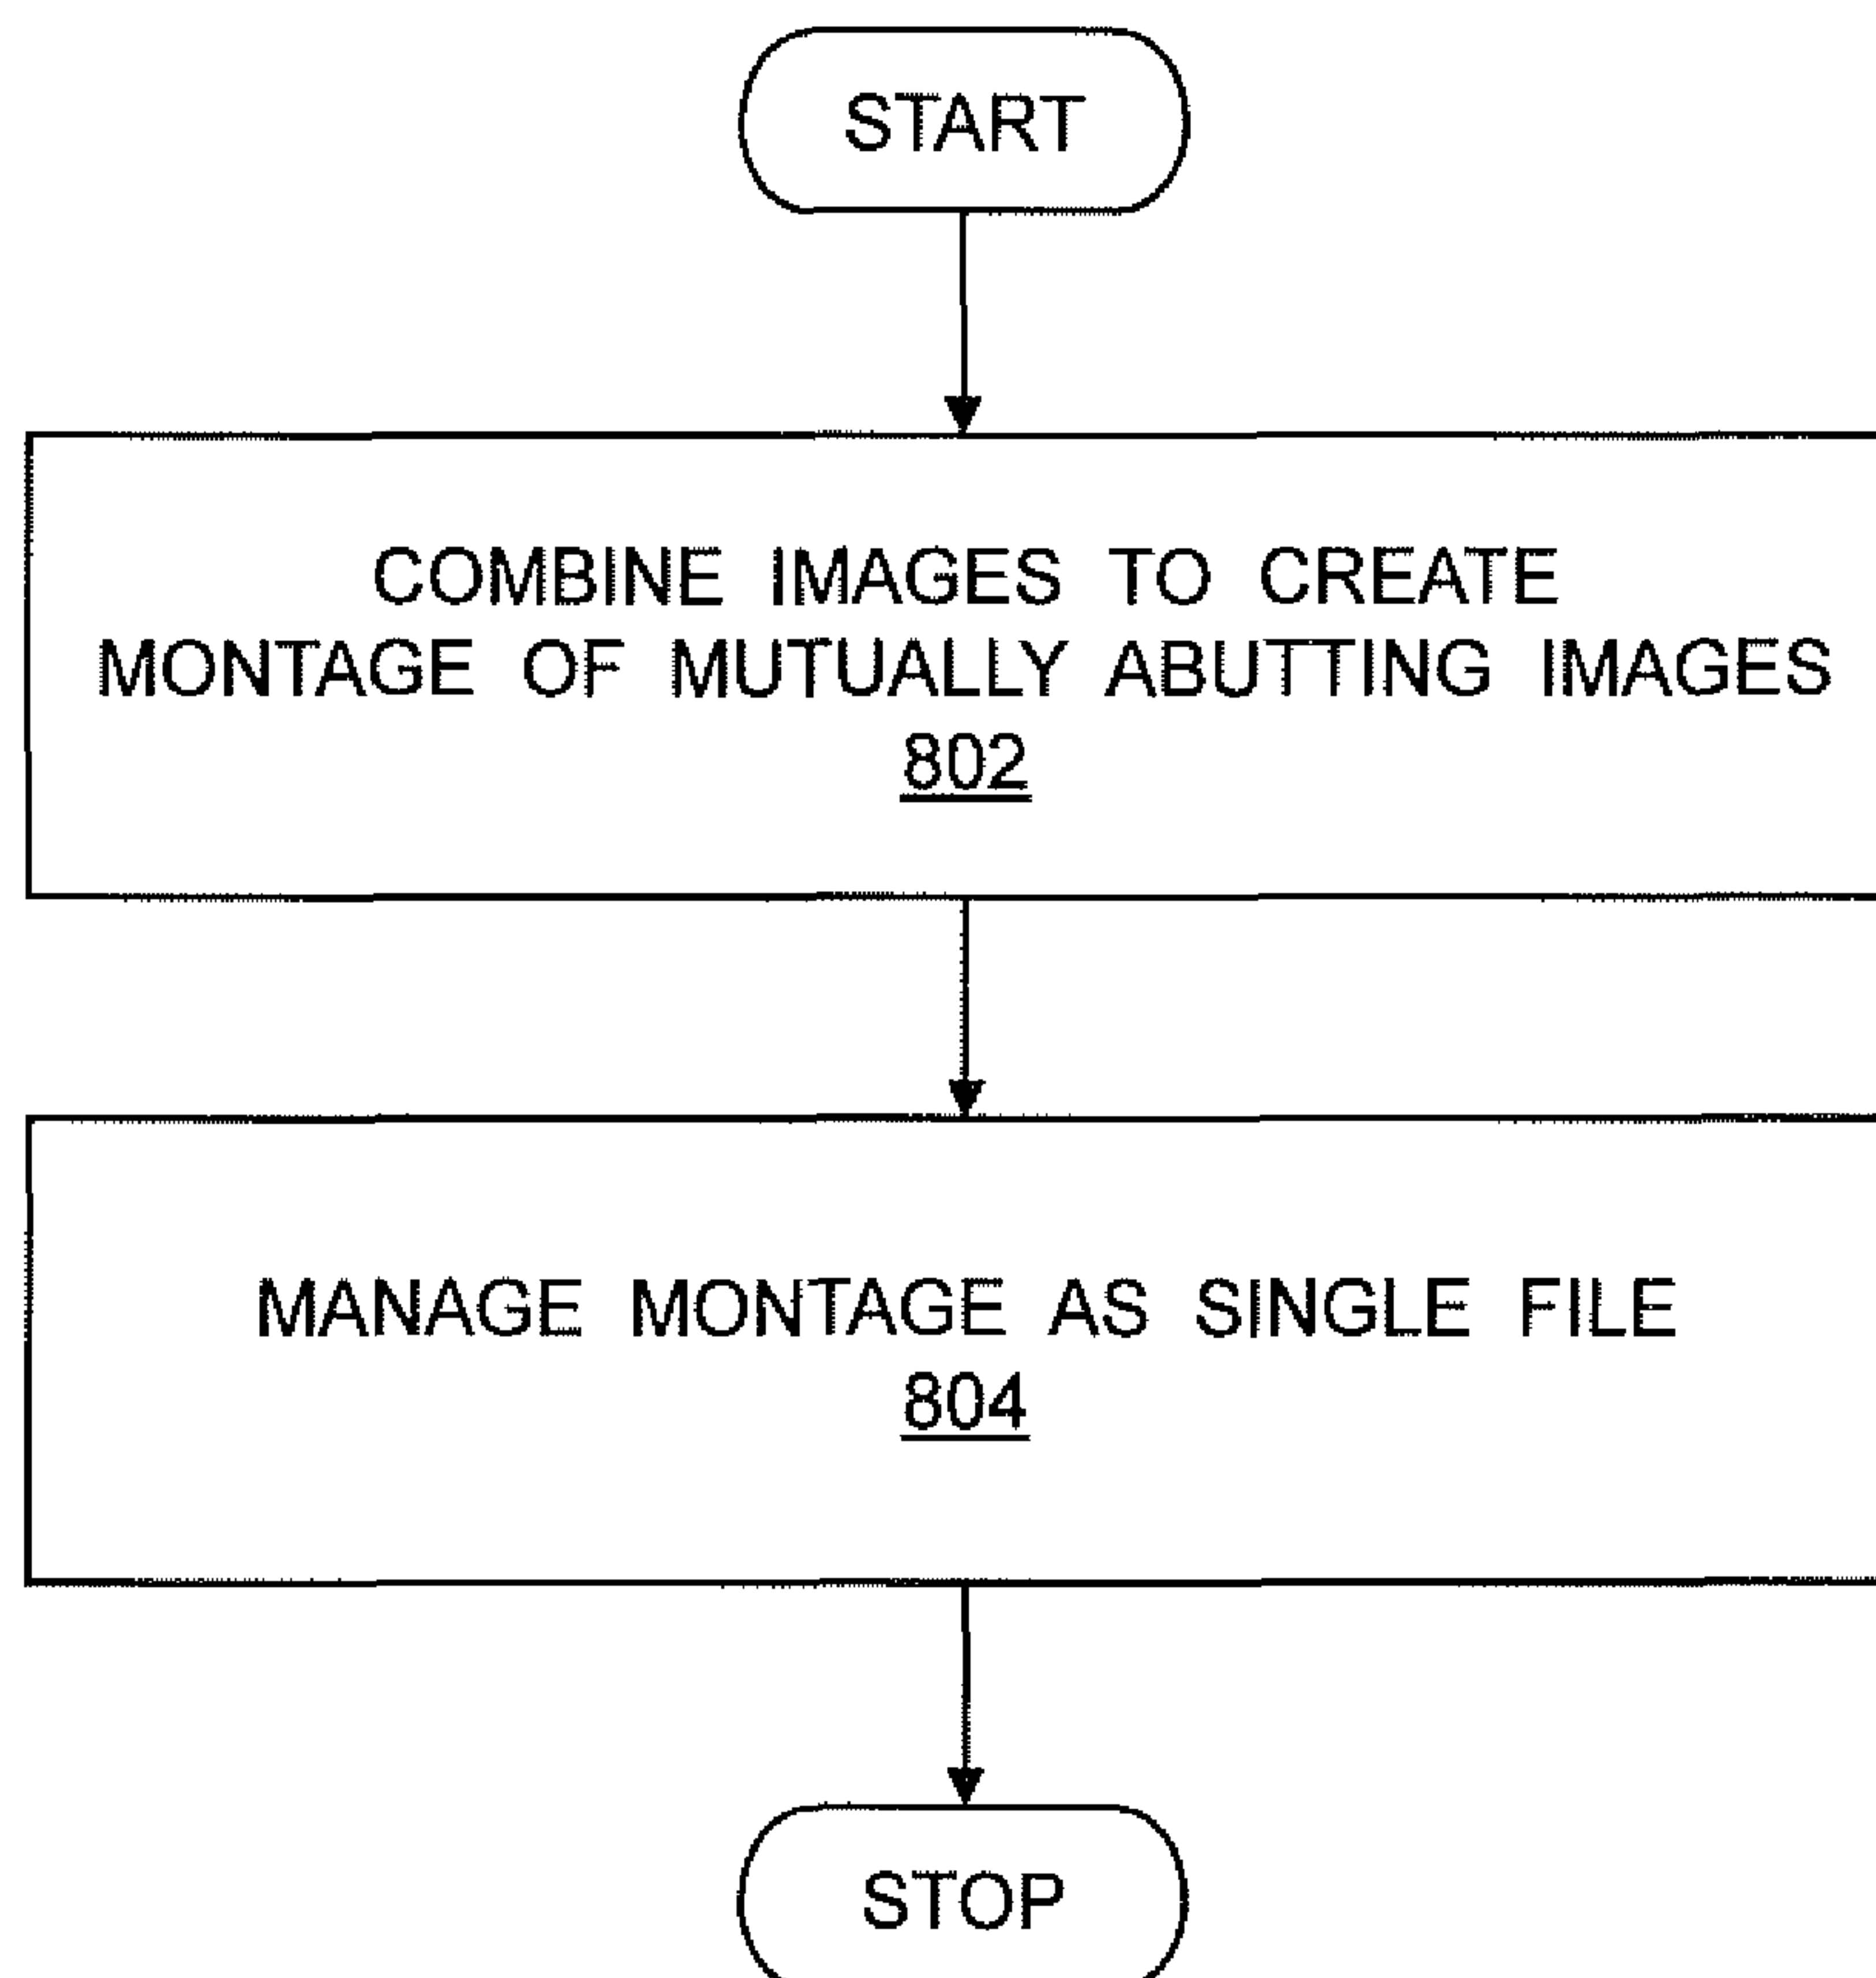 START
COMBINE IMAGES TO CREATE
MONTAGE OF MUTUALLY ABUTTING IMAGES
802
MANAGE MONTAGE AS SINGLE FILE
804
STOP